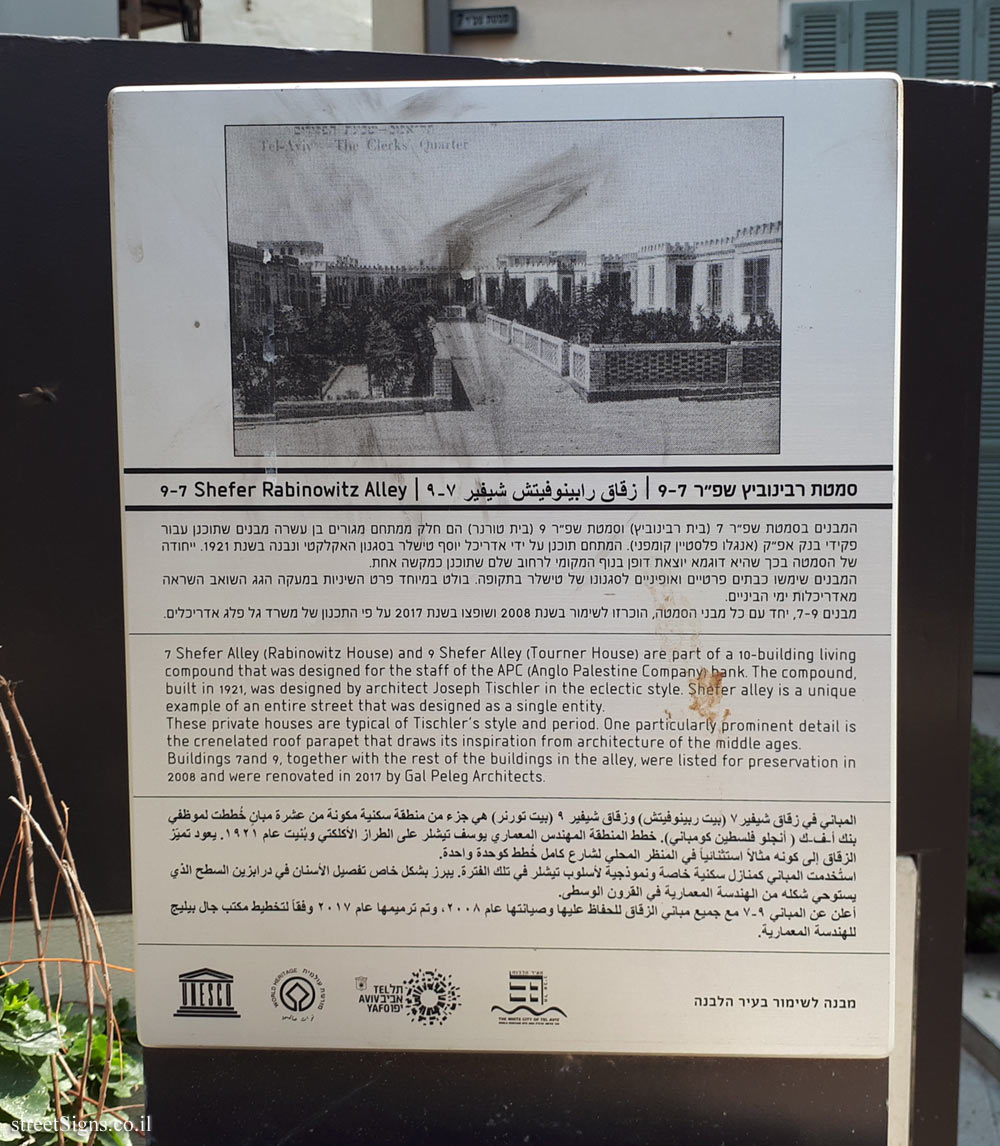 סמטת שפ״ר 7
תל־אביב–שכונת הפקידים
Tel-Aviv — The Clerks' Quarter
9-7 Shefer Rabinowitz Alley | زقاق رابينوفيتش شيفير ٧-٩ | סמטת רבינוביץ שפ״ר 9-7
המבנים בסמטת שפ״ר 7 (בית רבינוביץ) וסמטת שפ״ר 9 (בית טורנר) הם חלק ממתחם מגורים בן עשרה מבנים שתוכנן עבור
פקידי בנק אפ״ק (אנגלו פלסטיין קומפני). המתחם תוכנן על ידי אדריכל יוסף טישלר בסגנון האקלקטי ונבנה בשנת 1921. ייחודה
של הסמטה בכך שהיא דוגמא יוצאת דופן בנוף המקומי לרחוב שלם שתוכנן כמקשה אחת.
המבנים שימשו כבתים פרטיים ואופיניים לסגנונו של טישלר בתקופה. בולט במיוחד פרט השיניות במעקה הגג השואב השראה
מאדריכלות ימי הביניים.
מבנים 7-9, יחד עם כל מבני הסמטה, הוכרזו לשימור בשנת 2008 ושופצו בשנת 2017 על פי התכנון של משרד גל פלג אדריכלים.
7 Shefer Alley (Rabinowitz House) and 9 Shefer Alley (Tourner House) are part of a 10-building living
compound that was designed for the staff of the APC (Anglo Palestine Company) bank. The compound,
built in 1921, was designed by architect Joseph Tischler in the eclectic style. Shefer alley is a unique
example of an entire street that was designed as a single entity.
These private houses are typical of Tischler's style and period. One particularly prominent detail is
the crenelated roof parapet that draws its inspiration from architecture of the middle ages.
Buildings 7and 9, together with the rest of the buildings in the alley, were listed for preservation in
2008 and were renovated in 2017 by Gal Peleg Architects.
المباني في زقاق شيفير ٧ (بيت ربينوفيتش) وزقاق شيفير ٩ (بيت تورنر) هي جزء من منطقة سكنية مكونة من عشرة مبانٍ خُططت لموظفي
بنك أ-ف-ك ( أنجلو فلسطين كومباني). خطط المنطقة المهندس المعماري يوسف تيشلر على الطراز الأكلكتي وبُنيت عام ١٩٢١. يعود تميّز
الزقاق إلى كونه مثالاً استثنائياً في المنظر المحلي لشارع كامل خُطط كوحدة واحدة.
استُخدمت المباني كمنازل سكنية خاصة ونموذجية لأسلوب تيشلر في تلك الفترة. يبرز بشكل خاص تفصيل الأسنان في درابزين السطح الذي
يستوحي شكله من الهندسة المعمارية في القرون الوسطى.
أعلن عن المباني ٩-٧ مع جميع مباني الزقاق للحفاظ عليها وصيانتها عام ٢٠٠٨، وتم ترميمها عام ٢٠١٧ وفقاً لتخطيط مكتب جال بيليج
للهندسة المعمارية.
UNESCO
WORLD HERITAGE
מורשת עולמית
תל
TEL
אביב
AVIV
יפו
YAFO
THE WHITE CITY OF TEL AVIV
מבנה לשימור בעיר הלבנה
streetSigns.co.il